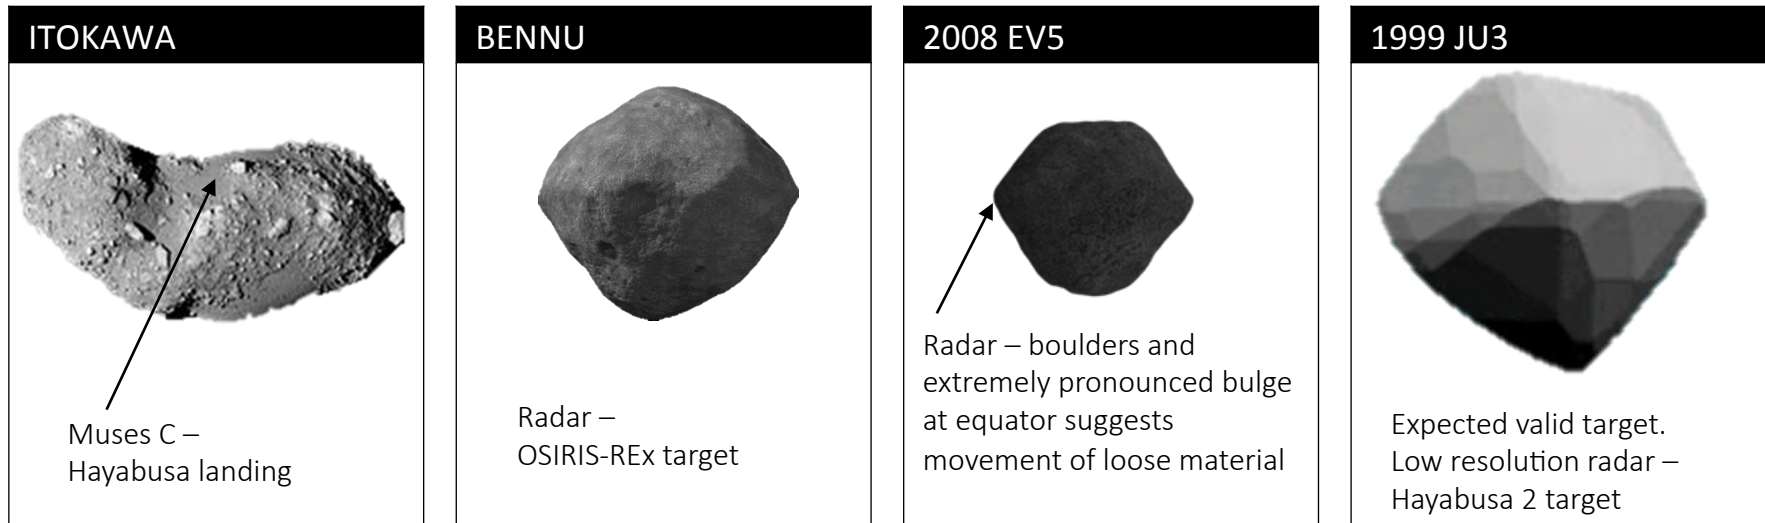 ITOKAWA
Muses C –
Hayabusa landing
BENNU
Radar –
OSIRIS-REx target
2008 EV5
Radar – boulders and
extremely pronounced bulge
at equator suggests
movement of loose material
1999 JU3
Expected valid target.
Low resolution radar –
Hayabusa 2 target